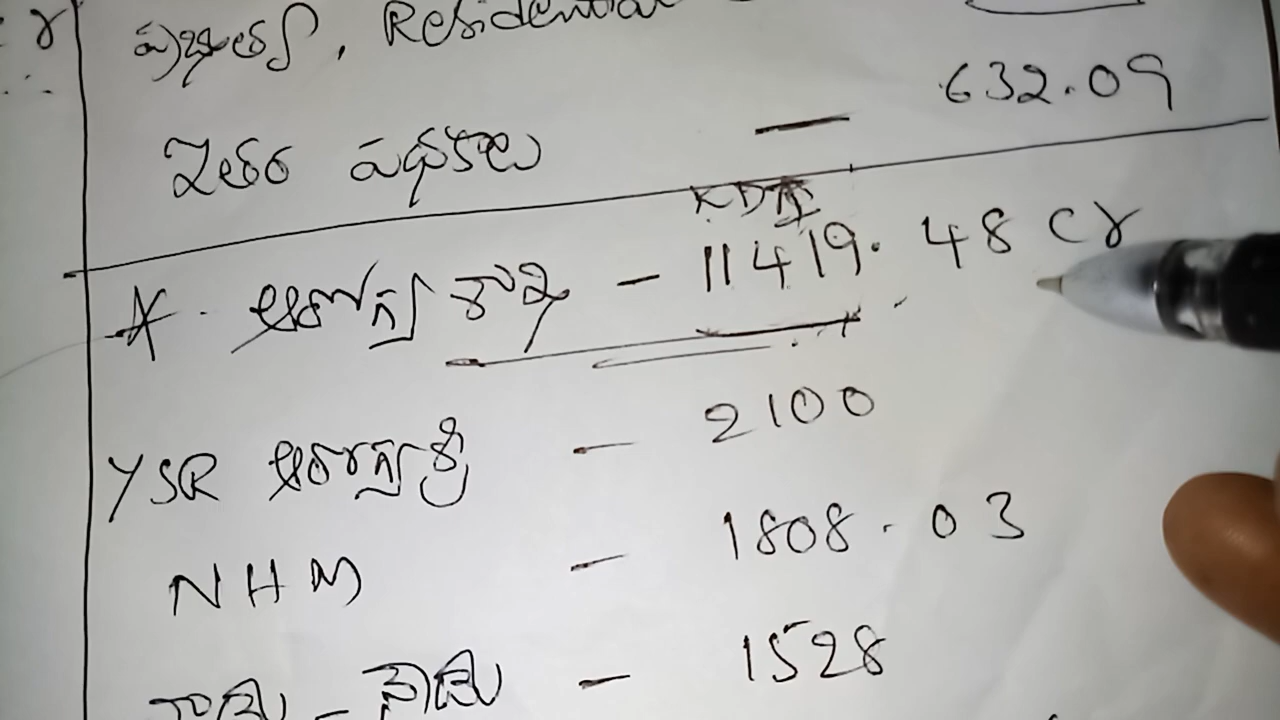 Residential
ఇతర పథకాలు — 632.09
ఆరోగ్య శాఖ — 11419.48 Cr
YSR ఆరోగ్యశ్రీ - 2100
NHM - 1808.03
నాడు - నేడు - 1528